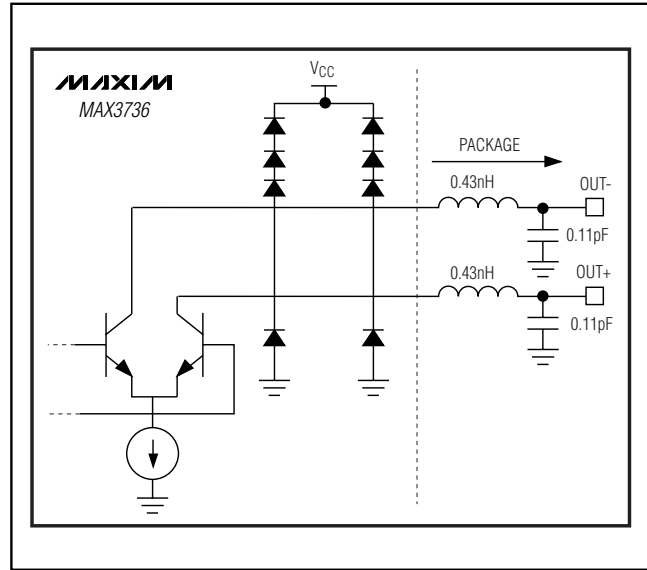 MAXIM
MAX3736
VCC
PACKAGE
0.43nH
OUT-
0.11pF
0.43nH
OUT+
0.11pF